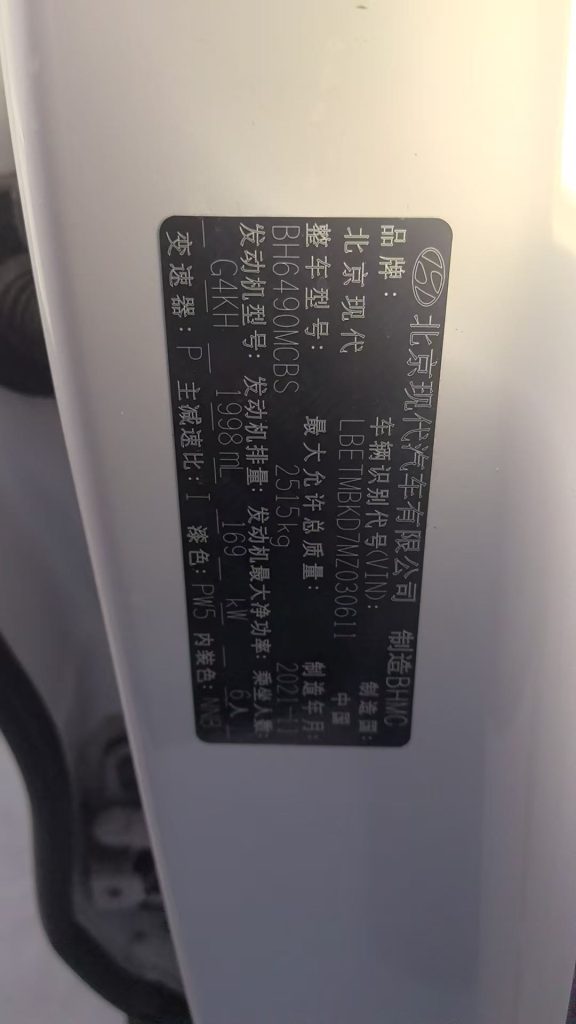 北京现代汽车有限公司 制造BHMC
品牌： 车辆识别代号(VIN)： 制造国：
北京现代 LBETMBKD7MZ030611 中国
整车型号： 最大允许总质量： 制造年月：
BH6490MCBS 2515kg 2021-11
发动机型号： 发动机排量： 发动机最大净功率： 乘坐人数：
G4KH 1998mL 169 kW 6人
变速器：P 主减速比：I 漆色：PW5 内装色：